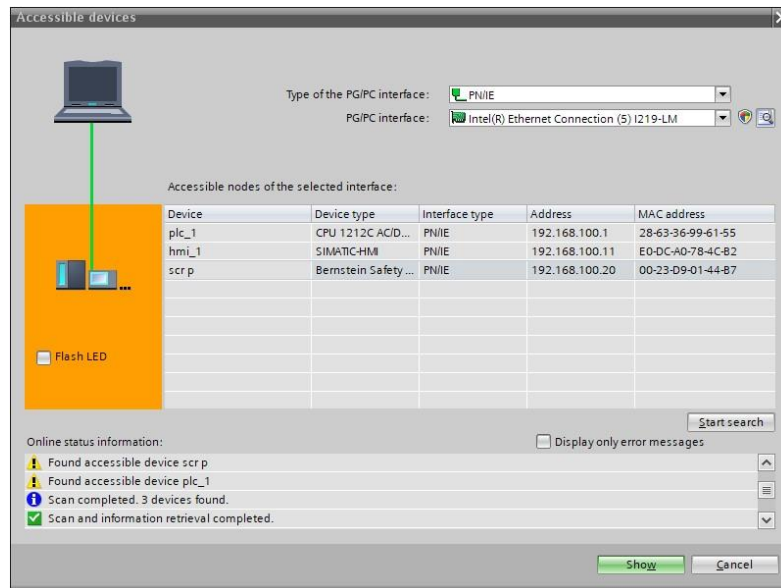 Accessible devices
Type of the PG/PC interface: PN/IE
PG/PC interface: Intel(R) Ethernet Connection (5) I219-LM
Accessible nodes of the selected interface:
Device Device type Interface type Address MAC address
plc_1 CPU 1212C AC/D... PN/IE 192.168.100.1 28-63-36-99-61-55
hmi_1 SIMATIC-HMI PN/IE 192.168.100.11 E0-DC-A0-78-4C-B2
scr p Bernstein Safety ... PN/IE 192.168.100.20 00-23-D9-01-44-B7
Flash LED
Start search
Online status information: Display only error messages
Found accessible device scr p
Found accessible device plc_1
Scan completed. 3 devices found.
Scan and information retrieval completed.
Show Cancel